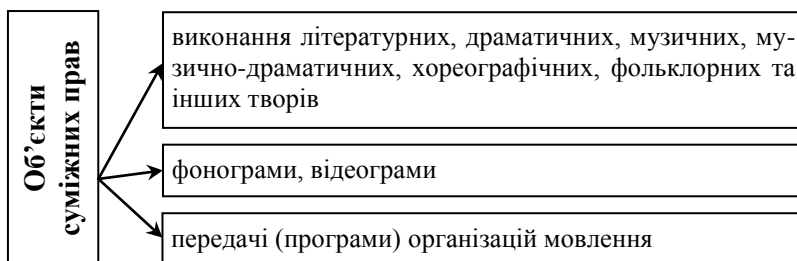 Об’єкти
суміжних прав
виконання літературних, драматичних, музичних, му-
зично-драматичних, хореографічних, фольклорних та
інших творів
фонограми, відеограми
передачі (програми) організацій мовлення